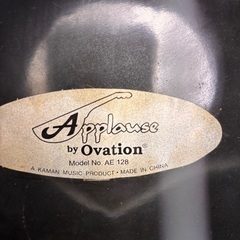 Applause
by Ovation®
Model No. AE 128
A KAMAN MUSIC PRODUCT • MADE IN CHINA